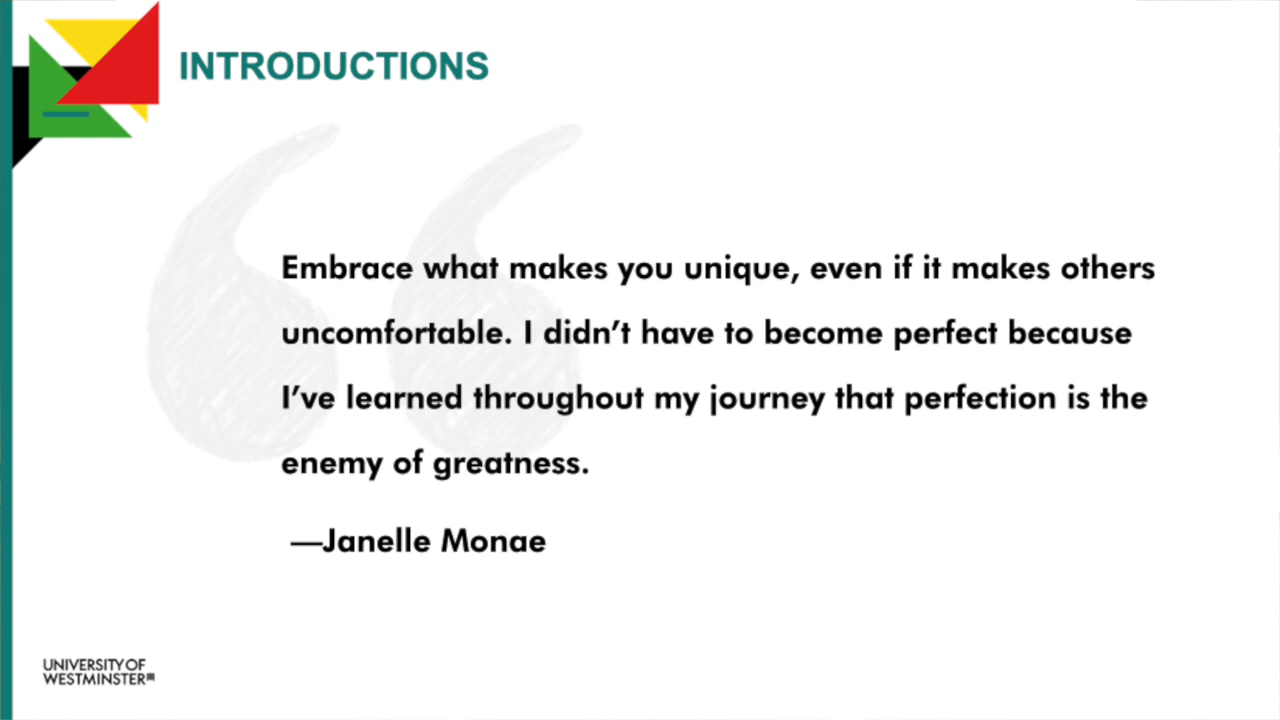 INTRODUCTIONS
Embrace what makes you unique, even if it makes others
uncomfortable. I didn’t have to become perfect because
I’ve learned throughout my journey that perfection is the
enemy of greatness.
—Janelle Monae
UNIVERSITY OF
WESTMINSTER